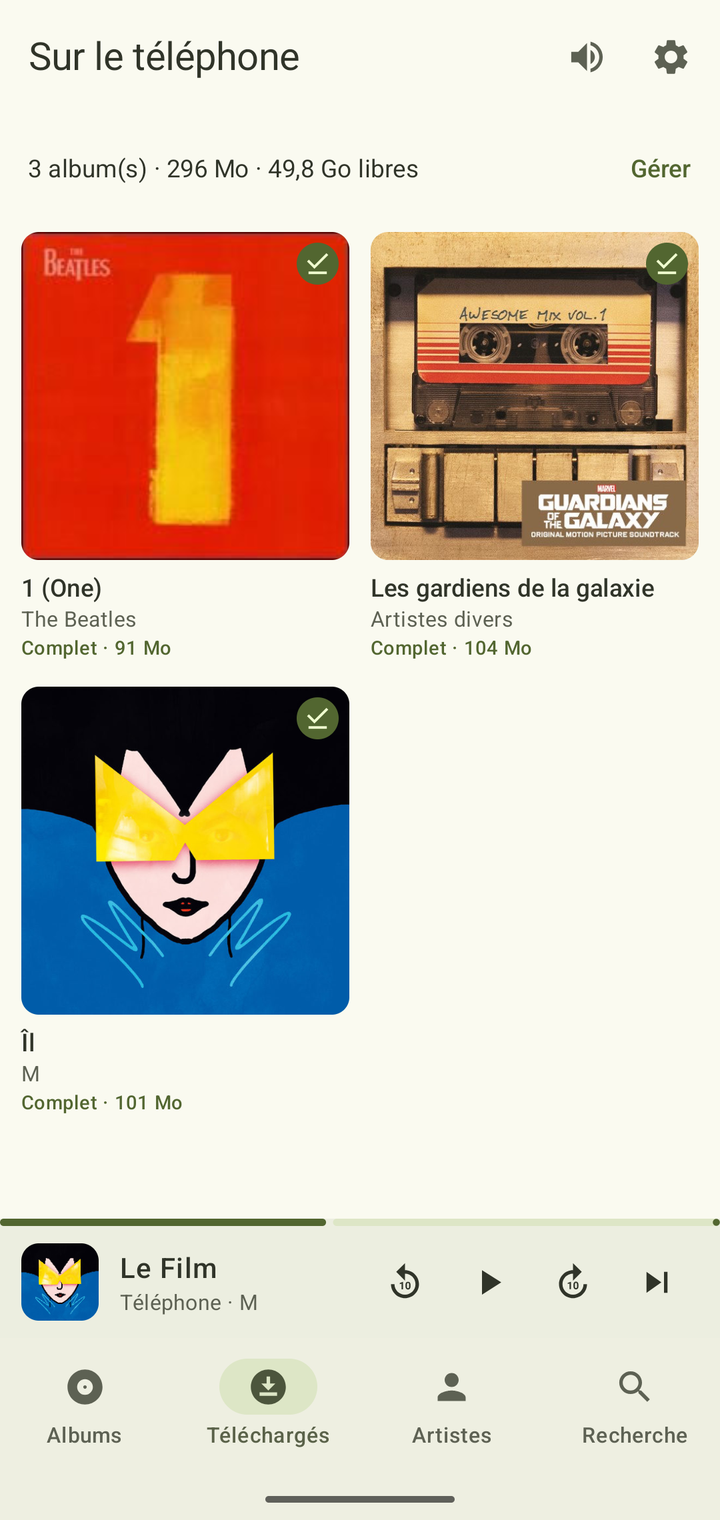 Sur le téléphone
3 album(s) · 296 Mo · 49,8 Go libres
Gérer
THE
BEATLES
AWESOME MIX VOL.1
MARVEL
GUARDIANS
OF THE GALAXY
ORIGINAL MOTION PICTURE SOUNDTRACK
1 (One)
The Beatles
Complet · 91 Mo
Les gardiens de la galaxie
Artistes divers
Complet · 104 Mo
Îl
M
Complet · 101 Mo
Le Film
Téléphone · M
10
10
Albums
Téléchargés
Artistes
Recherche